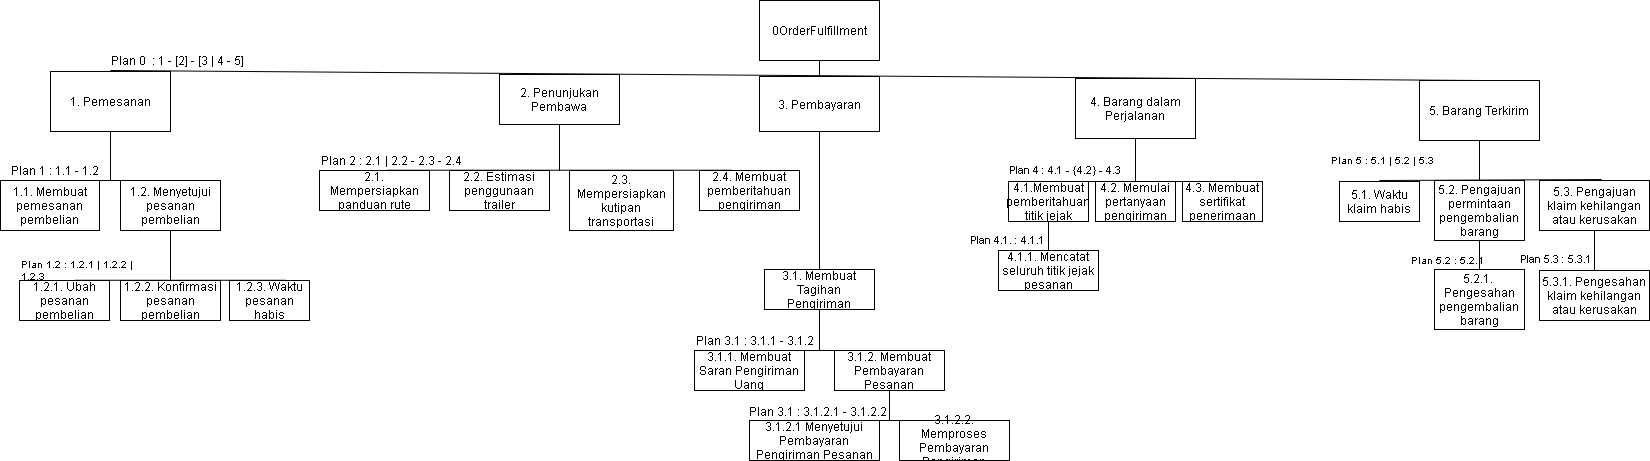 0OrderFulfillment
Plan 0 : 1 - [2] - [3 | 4 - 5]
1. Pemesanan
2. Penunjukan
Pembawa
3. Pembayaran
4. Barang dalam
Perjalanan
5. Barang Terkirim
Plan 1 : 1.1 - 1.2
1.1. Membuat
pemesanan
pembelian
1.2. Menyetujui
pesanan
pembelian
Plan 1.2 : 1.2.1 | 1.2.2 |
1.2.3
1.2.1. Ubah
pesanan
pembelian
1.2.2. Konfirmasi
pesanan
pembelian
1.2.3. Waktu
pesanan
habis
Plan 2 : 2.1 | 2.2 - 2.3 - 2.4
2.1.
Mempersiapkan
panduan rute
2.2. Estimasi
penggunaan
trailer
2.3.
Mempersiapkan
kutipan
transportasi
2.4. Membuat
pemberitahuan
pengiriman
3.1. Membuat
Tagihan
Pengiriman
Plan 3.1 : 3.1.1 - 3.1.2
3.1.1. Membuat
Saran Pengiriman
Uang
3.1.2. Membuat
Pembayaran
Pesanan
Plan 3.1 : 3.1.2.1 - 3.1.2.2
3.1.2.1 Menyetujui
Pembayaran
Pengiriman Pesanan
3.1.2.2.
Memproses
Pembayaran
Pengiriman
Plan 4 : 4.1 - {4.2} - 4.3
4.1.Membuat
pemberitahuan
titik jejak
4.2. Memulai
pertanyaan
pengiriman
4.3. Membuat
sertifikat
penerimaan
Plan 4.1. : 4.1.1
4.1.1. Mencatat
seluruh titik jejak
pesanan
Plan 5 : 5.1 | 5.2 | 5.3
5.1. Waktu
klaim habis
5.2. Pengajuan
permintaan
pengembalian
barang
5.3. Pengajuan
klaim kehilangan
atau kerusakan
Plan 5.2 : 5.2.1
5.2.1.
Pengesahan
pengembalian
barang
Plan 5.3 : 5.3.1
5.3.1. Pengesahan
klaim kehilangan
atau kerusakan